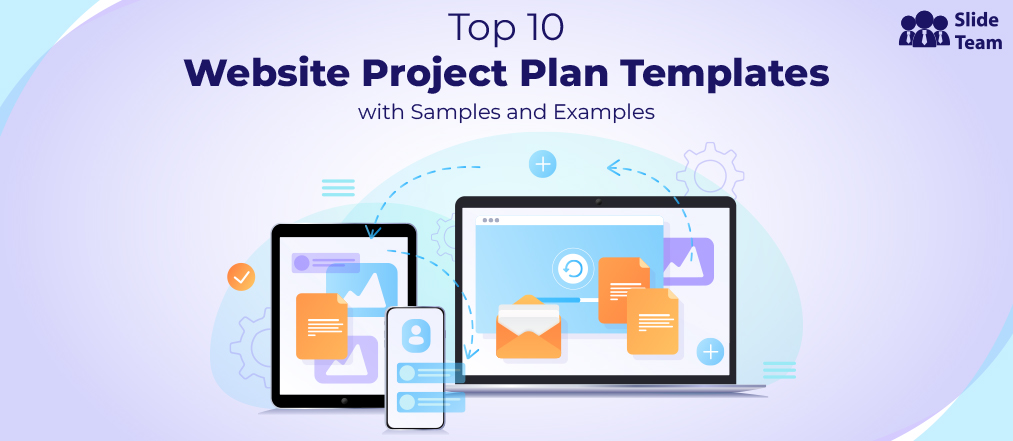 Top 10
Website Project Plan Templates
with Samples and Examples
Slide
Team